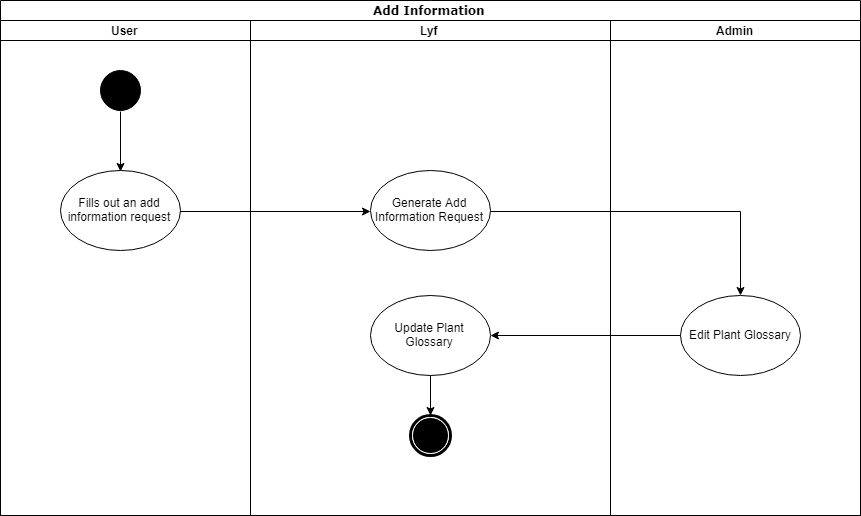 Add Information
User
Lyf
Admin
Fills out an add
information request
Generate Add
Information Request
Update Plant
Glossary
Edit Plant Glossary